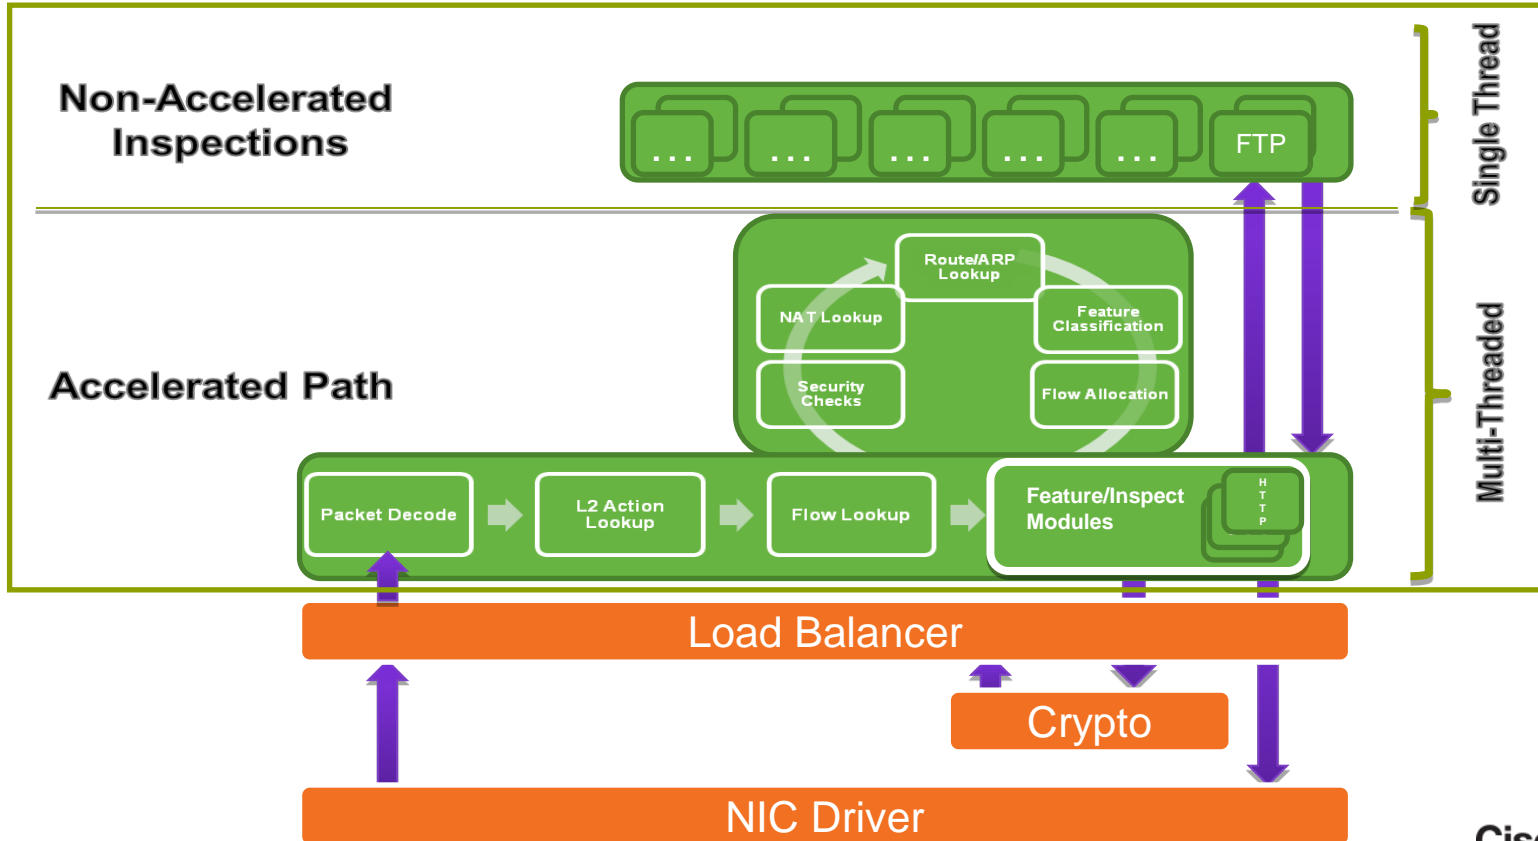 Non-Accelerated
Inspections
...
...
...
...
...
FTP
Single Thread
Route/ARP
Lookup
NAT Lookup
Feature
Classification
Security
Checks
Flow Allocation
Accelerated Path
Multi-Threaded
Packet Decode
L2 Action
Lookup
Flow Lookup
Feature/Inspect
Modules
H
T
T
P
Load Balancer
Crypto
NIC Driver